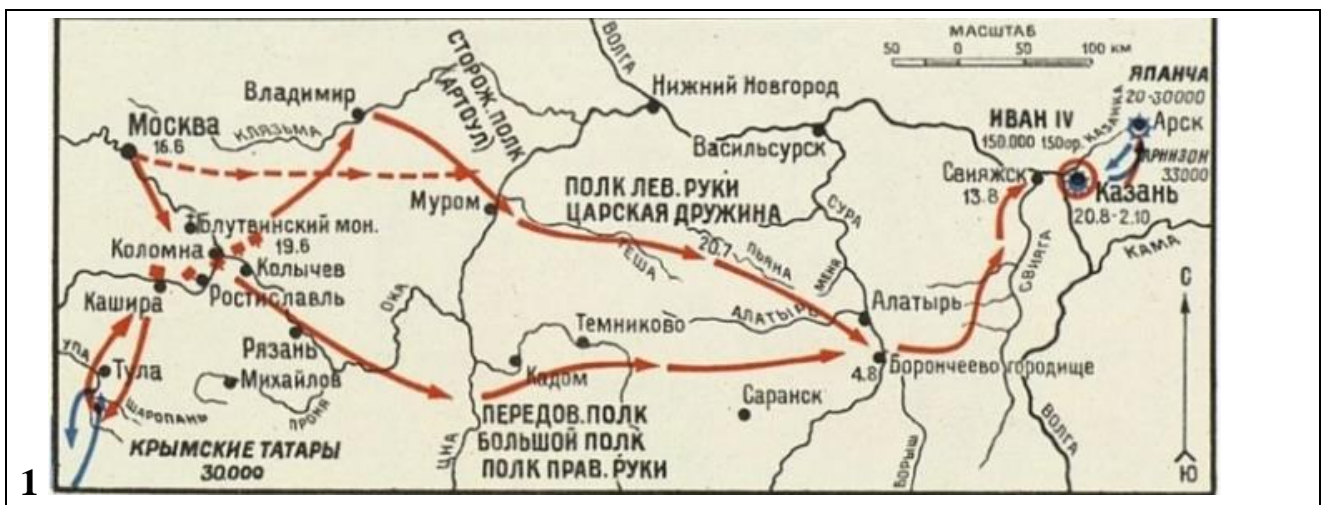 МАСШТАБ
50 0 50 100 км
ВОЛГА
СТОРОЖ. ПОЛК
(АРТОУЛ)
Нижний Новгород
ЯПАНЧА
20-30000
Владимир
КЛЯЗЬМА
Москва
16.6
Васильсурск
ИВАН IV
150.000 150ор.
КАЗАНКА
Арск
ГАРНИЗОН
33000
Свияжск
13.8
Казань
20.8-2.10
ПОЛК ЛЕВ. РУКИ
ЦАРСКАЯ ДРУЖИНА
Муром
СУРА
КАМА
Блутвинский мон.
19.6
Коломна
Колычев
20.7
ПЬЯНА
ТЕША
МЕНЯ
СВИЯГА
С
Кашира
Ростиславль
ОКА
Алатырь
АЛАТЫРЬ
Темниково
УПА
Тула
Рязань
Михайлов
Кадом
4.8
Борончеево городище
ШАРОПАНЬ
ПРОНЯ
Саранск
КРЫМСКИЕ ТАТАРЫ
30.000
ЦНА
ПЕРЕДОВ. ПОЛК
БОЛЬШОЙ ПОЛК
ПОЛК ПРАВ. РУКИ
БОРЫШ
ВОЛГА
Ю
1